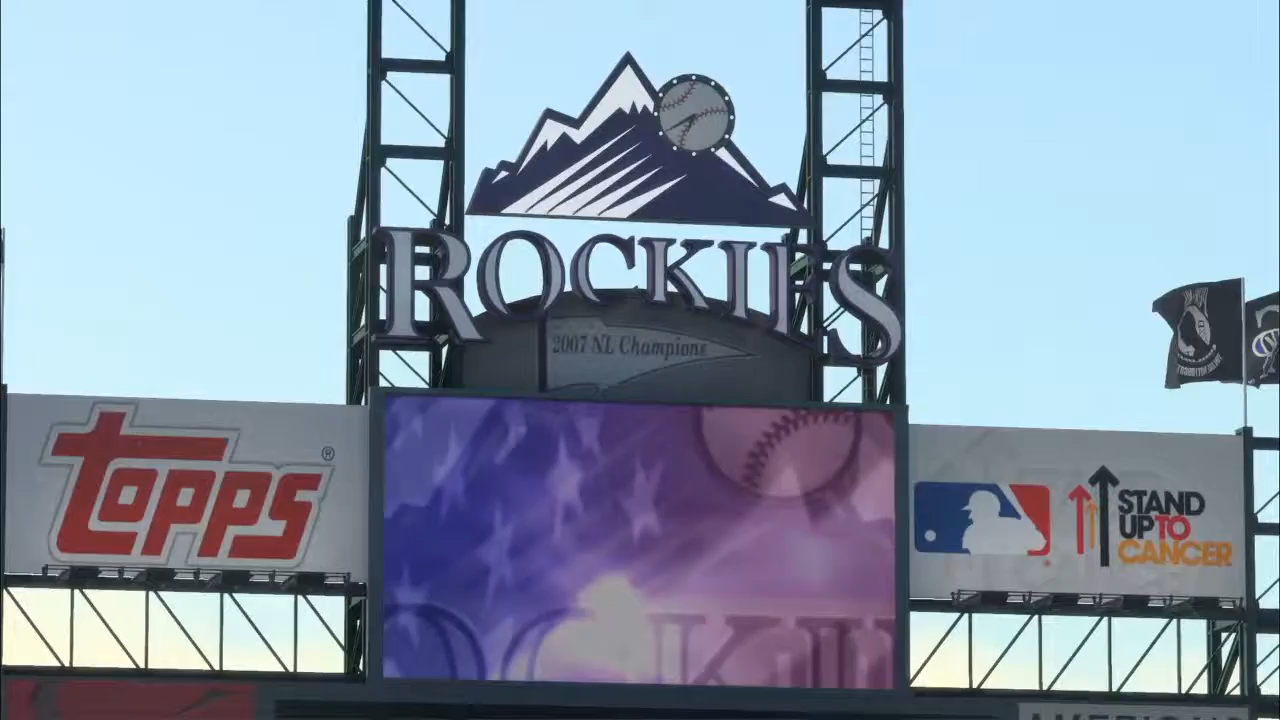 ROCKIES
2007 NL Champions
TOPPS®
STAND
UP TO
CANCER